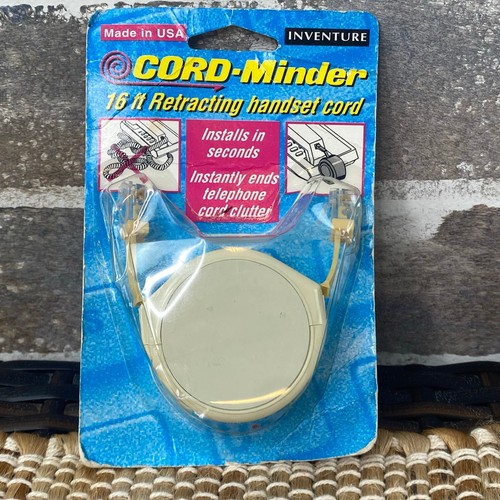 Made in USA
INVENTURE
CORD-Minder
16 ft Retracting handset cord
Installs in
seconds
Instantly ends
telephone
cord clutter